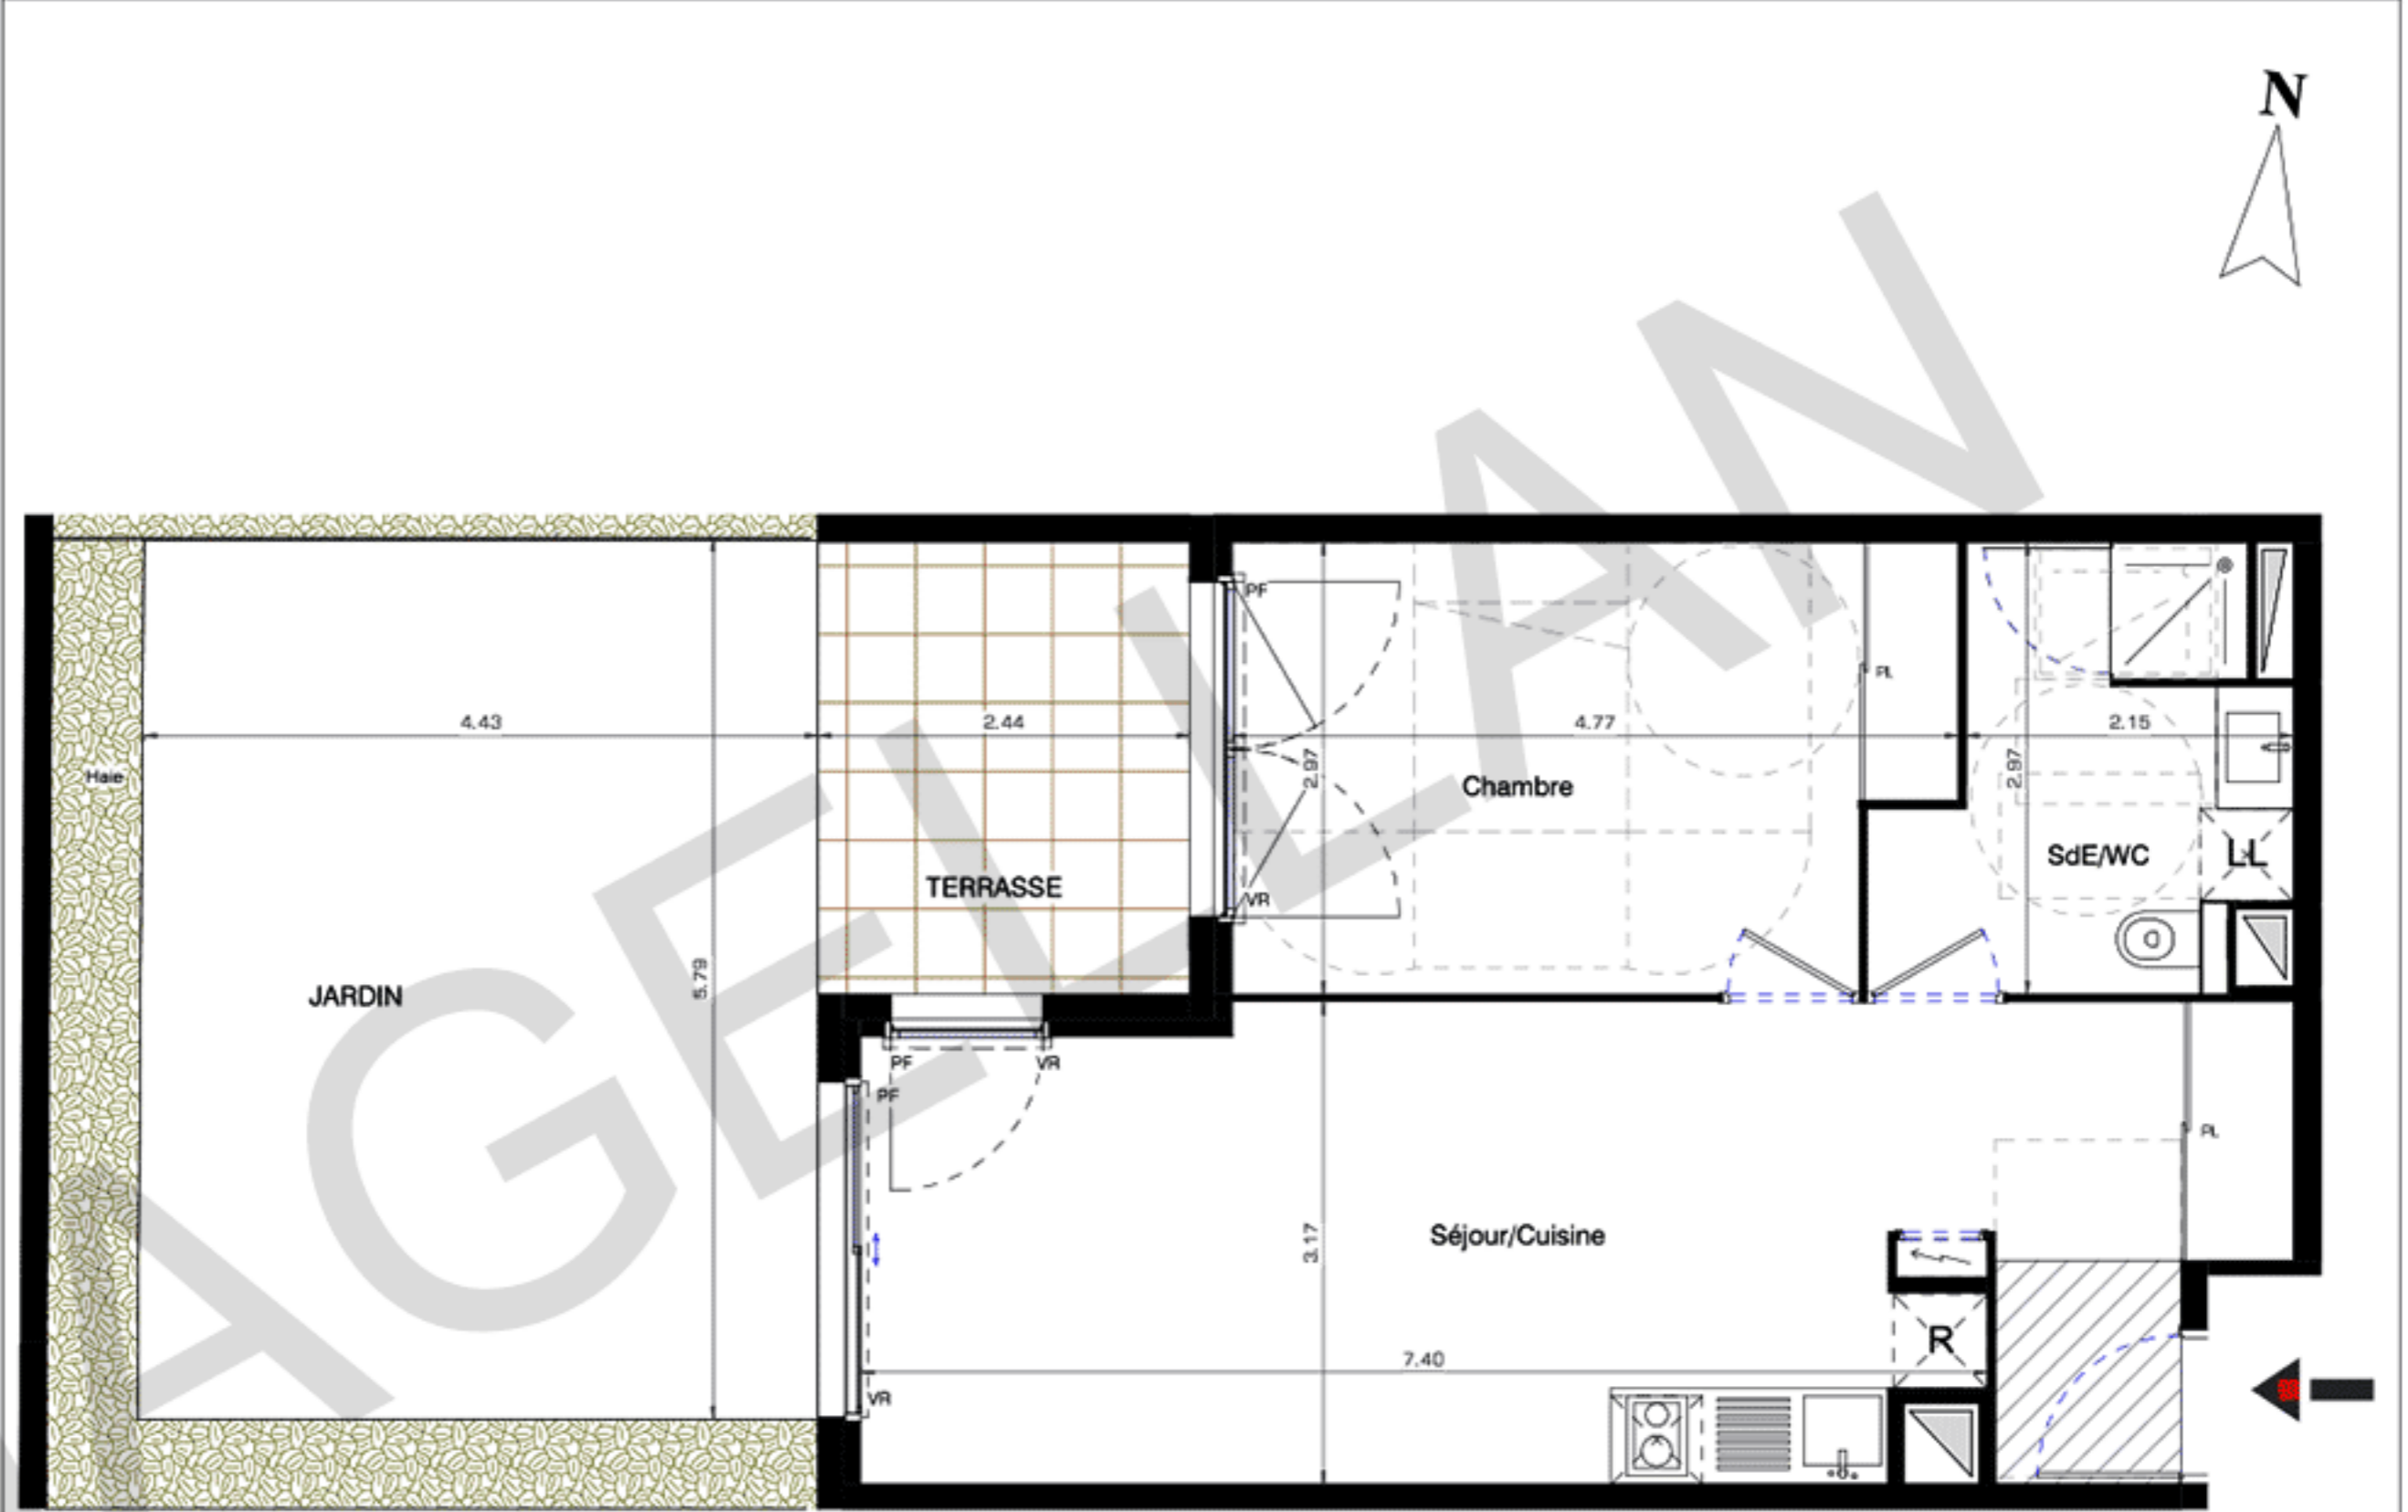 N
AGELLAN
PF
PL
4.43
2.44
4.77
2.15
2.97
2.97
Haie
Chambre
SdE/WC
LL
TERRASSE
VR
JARDIN
5.79
PF
VR
PF
PL
Séjour/Cuisine
3.17
R
7.40
VR